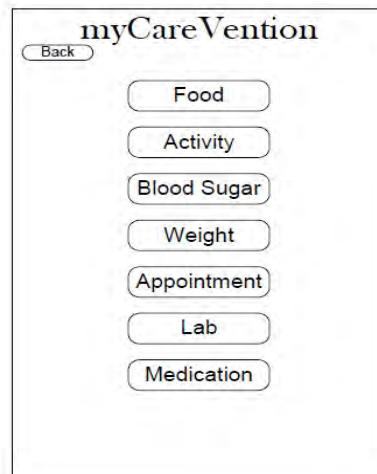 myCareVention
Back
Food
Activity
Blood Sugar
Weight
Appointment
Lab
Medication